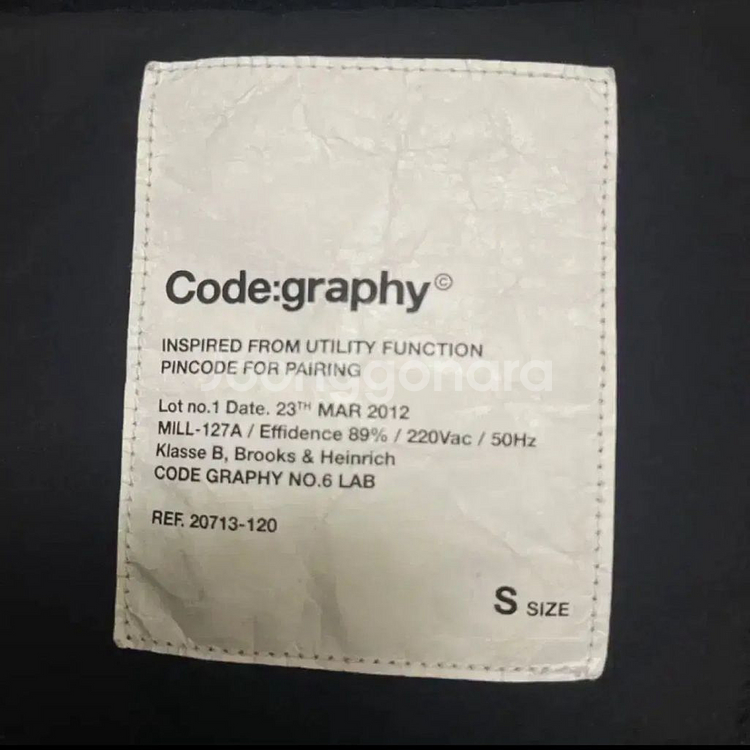 Code:graphy©
INSPIRED FROM UTILITY FUNCTION
PINCODE FOR PAIRING
joonggonara
Lot no.1 Date. 23TH MAR 2012
MILL-127A / Effidence 89% / 220Vac / 50Hz
Klasse B, Brooks & Heinrich
CODE GRAPHY NO.6 LAB
REF. 20713-120
S SIZE